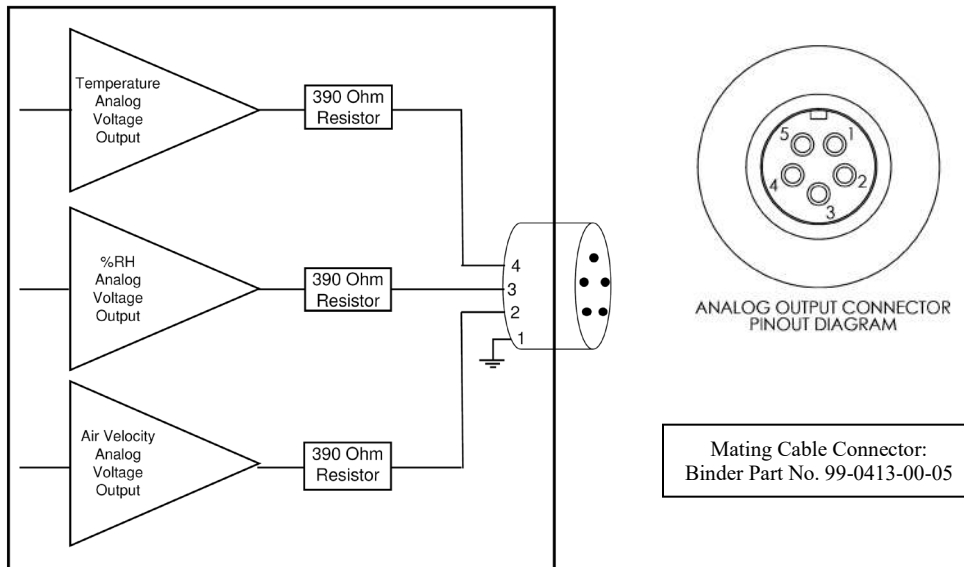 Temperature
Analog
Voltage
Output
390 Ohm
Resistor
%RH
Analog
Voltage
Output
390 Ohm
Resistor
Air Velocity
Analog
Voltage
Output
390 Ohm
Resistor
4
3
2
1
5
1
4
2
3
ANALOG OUTPUT CONNECTOR
PINOUT DIAGRAM
Mating Cable Connector:
Binder Part No. 99-0413-00-05